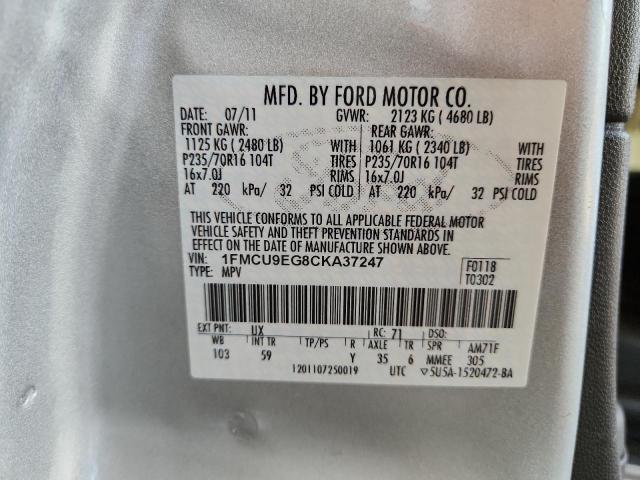 MFD. BY FORD MOTOR CO.
DATE: 07/11 GVWR: 2123 KG ( 4680 LB)
FRONT GAWR: REAR GAWR:
1125 KG ( 2480 LB) WITH 1061 KG ( 2340 LB) WITH
P235/70R16 104T TIRES P235/70R16 104T TIRES
16x7.0J RIMS 16x7.0J RIMS
AT 220 kPa/ 32 PSI COLD AT 220 kPa/ 32 PSI COLD
THIS VEHICLE CONFORMS TO ALL APPLICABLE FEDERAL MOTOR
VEHICLE SAFETY AND THEFT PREVENTION STANDARDS IN
EFFECT ON THE DATE OF MANUFACTURE SHOWN ABOVE.
VIN: 1FMCU9EG8CKA37247 F0118
TYPE: MPV T0302
EXT PNT: UX RC: 71 DSO:
WB INT TR TP/PS R AXLE TR SPR AM71F
103 59 Y 35 6 MMEE 305
1201107250019 UTC ▽5U5A-1520472-BA